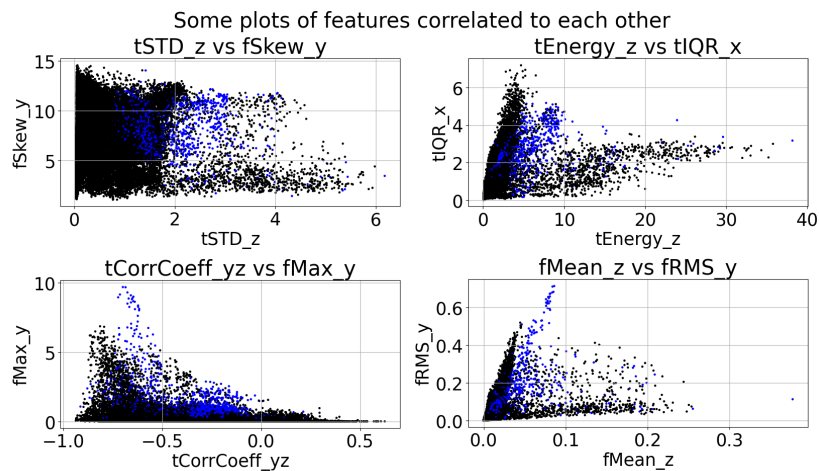 Some plots of features correlated to each other
tSTD_z vs fSkew_y
15
10
5
fSkew_y
0
2
4
6
tSTD_z
tEnergy_z vs tIQR_x
6
4
2
0
tIQR_x
0
10
20
30
40
tEnergy_z
tCorrCoeff_yz vs fMax_y
10
5
0
fMax_y
−1.0
−0.5
0.0
0.5
tCorrCoeff_yz
fMean_z vs fRMS_y
0.6
0.4
0.2
0.0
fRMS_y
0.0
0.1
0.2
0.3
fMean_z